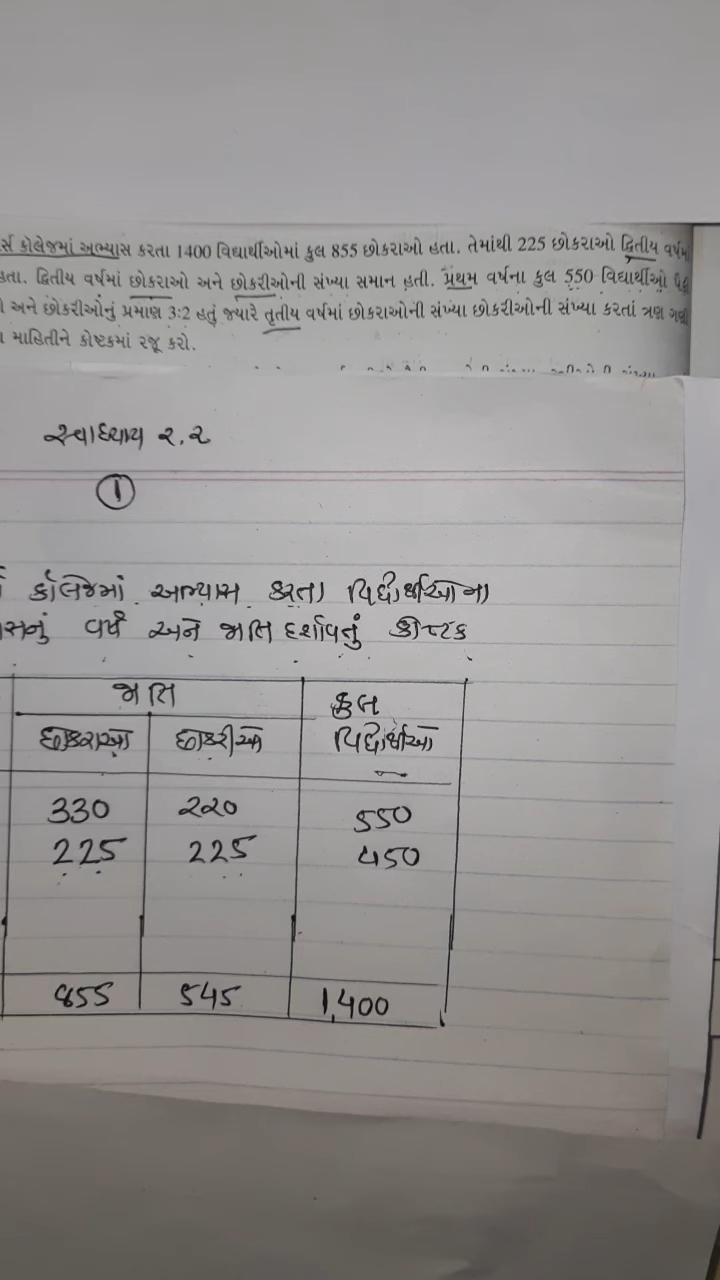 ર્સ કોલેજમાં અભ્યાસ કરતા 1400 વિદ્યાર્થીઓમાં કુલ 855 છોકરાઓ હતા. તેમાંથી 225 છોકરાઓ દ્વિતીય વર્ષમાં
હતા. દ્વિતીય વર્ષમાં છોકરાઓ અને છોકરીઓની સંખ્યા સમાન હતી. પ્રથમ વર્ષના કુલ 550 વિદ્યાર્થીઓ પૈકી
અને છોકરીઓનું પ્રમાણ 3:2 હતું જ્યારે તૃતીય વર્ષમાં છોકરાઓની સંખ્યા છોકરીઓની સંખ્યા કરતાં ત્રણ ગણી
માહિતીને કોષ્ટકમાં રજૂ કરો.
સ્વાધ્યાય ૨.૨
1
કોલેજમાં અભ્યાસ કરતા વિદ્યાર્થીઓના
વર્ષ અને જાતિ દર્શાવતું કોષ્ટક
જાતિ કુલ
છોકરાઓ છોકરીઓ વિદ્યાર્થીઓ
330 ૨૨૦ 550
225 225 450
855 545 1,400